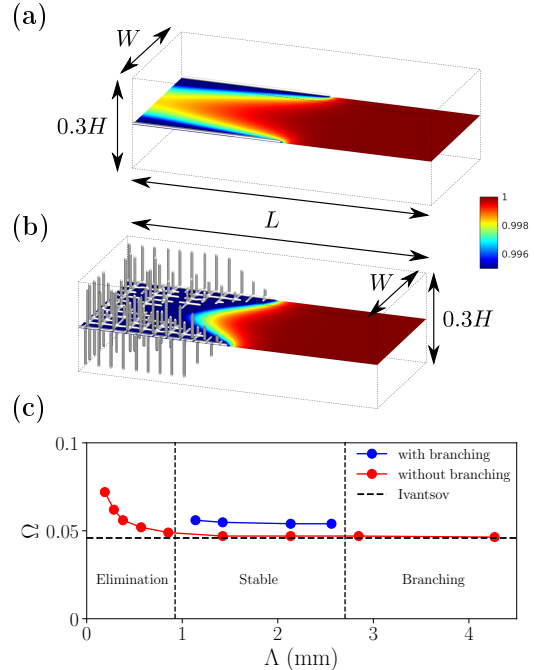 (a)
W
0.3H
L
1
0.998
0.996
(b)
W
0.3H
(c)
0.1
with branching
without branching
Ivantsov
Ω
0.05
Elimination
Stable
Branching
0
0
1
2
3
4
Λ (mm)